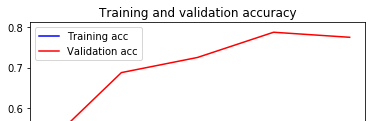 Training and validation accuracy
0.8
Training acc
Validation acc
0.7
0.6